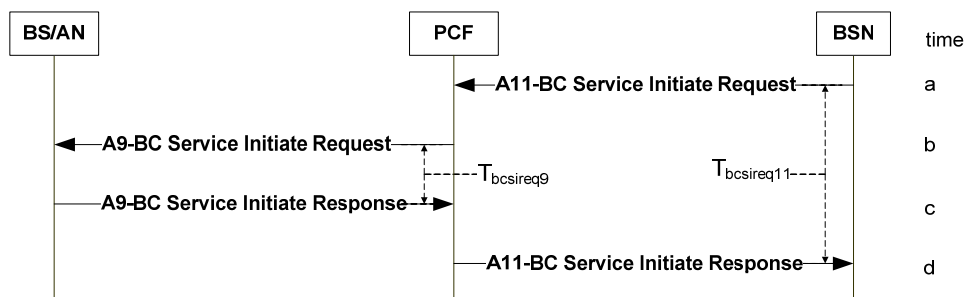 BS/AN
PCF
BSN
time
A11-BC Service Initiate Request
a
A9-BC Service Initiate Request
b
Tbcsireq9
Tbcsireq11
A9-BC Service Initiate Response
c
A11-BC Service Initiate Response
d